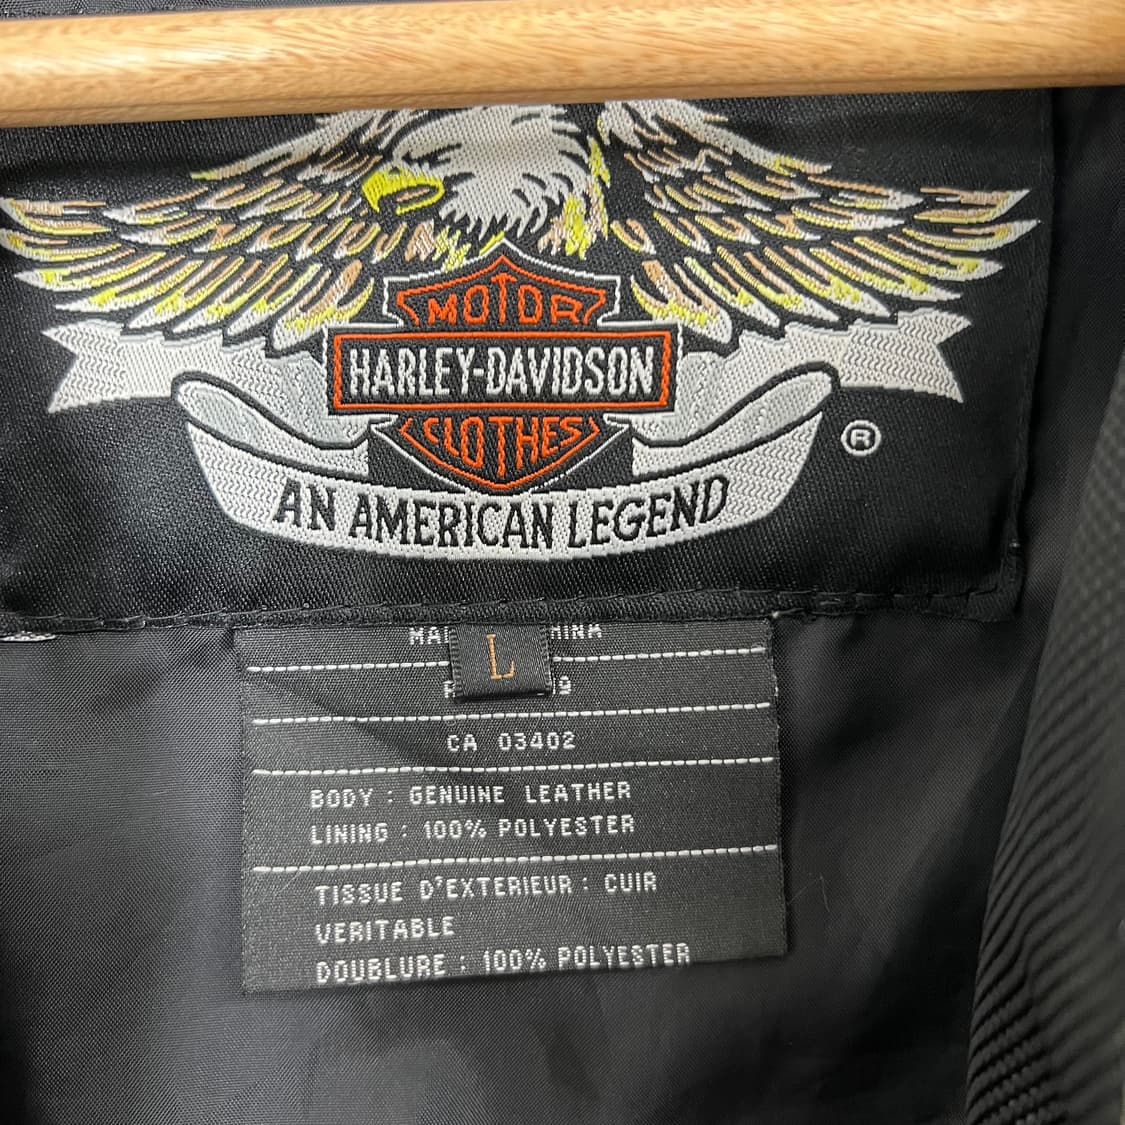 MOTOR
HARLEY-DAVIDSON
CLOTHES
®
AN AMERICAN LEGEND
L
CA 03402
BODY : GENUINE LEATHER
LINING : 100% POLYESTER
TISSUE D'EXTERIEUR : CUIR
VERITABLE
DOUBLURE : 100% POLYESTER